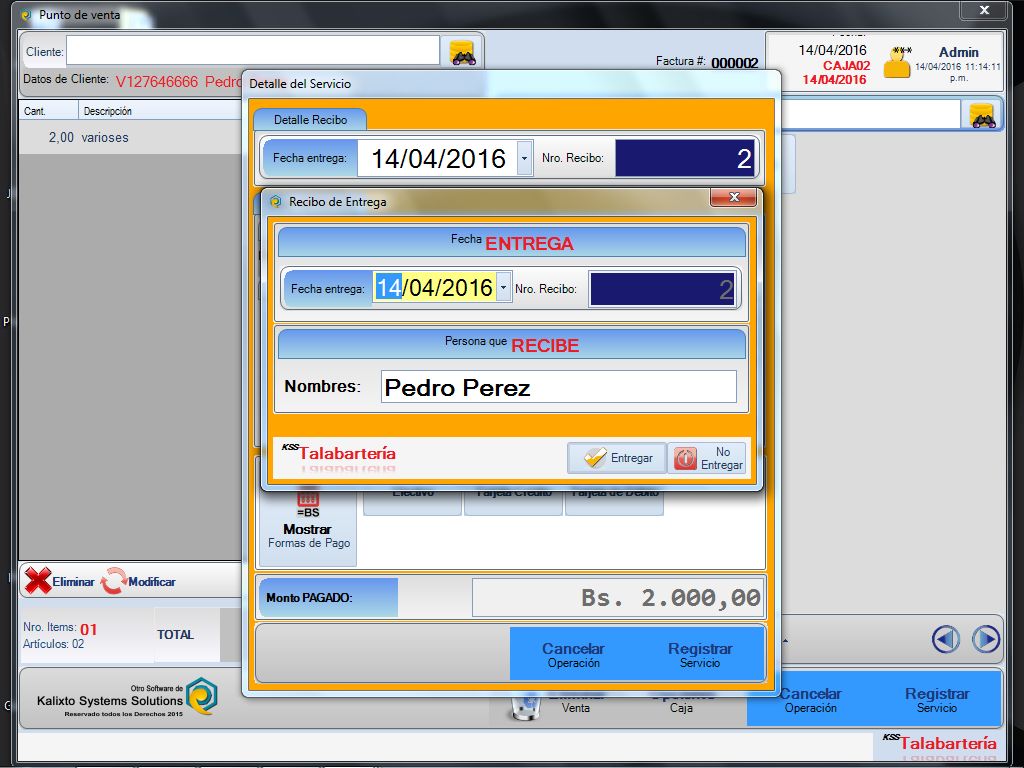 Punto de venta
Cliente:
Datos de Cliente: V127646666 Pedro
Factura #: 000002
14/04/2016
CAJA02
14/04/2016
***
Admin
14/04/2016 11:14:11
p.m.
Cant. Descripción
2,00 varioses
Detalle del Servicio
Detalle Recibo
Fecha entrega: 14/04/2016 Nro. Recibo: 2
Recibo de Entrega
Fecha ENTREGA
Fecha entrega: 14/04/2016 Nro. Recibo: 2
Persona que RECIBE
Nombres: Pedro Perez
KSS Talabartería
Entregar
No
Entregar
Efectivo Tarjeta Crédito Tarjeta de Débito
=BS
Mostrar
Formas de Pago
Monto PAGADO: Bs. 2.000,00
Cancelar
Operación
Registrar
Servicio
Eliminar Modificar
Nro. Items: 01
Artículos: 02
TOTAL
Otro Software de
Kalixto Systems Solutions
Reservado todos los Derechos 2015
Eliminar
Venta
Opciones
Caja
Cancelar
Operación
Registrar
Servicio
KSS Talabartería